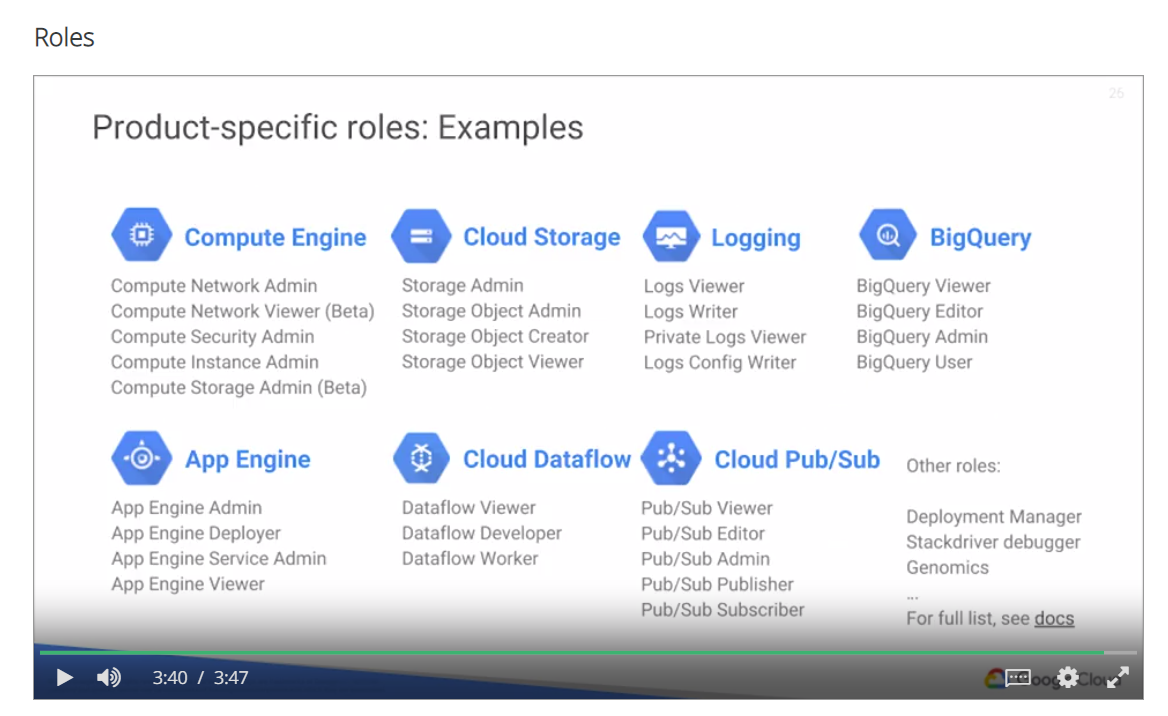 Roles
25
Product-specific roles: Examples
Compute Engine
Compute Network Admin
Compute Network Viewer (Beta)
Compute Security Admin
Compute Instance Admin
Compute Storage Admin (Beta)
Cloud Storage
Storage Admin
Storage Object Admin
Storage Object Creator
Storage Object Viewer
Logging
Logs Viewer
Logs Writer
Private Logs Viewer
Logs Config Writer
BigQuery
BigQuery Viewer
BigQuery Editor
BigQuery Admin
BigQuery User
App Engine
App Engine Admin
App Engine Deployer
App Engine Service Admin
App Engine Viewer
Cloud Dataflow
Dataflow Viewer
Dataflow Developer
Dataflow Worker
Cloud Pub/Sub
Pub/Sub Viewer
Pub/Sub Editor
Pub/Sub Admin
Pub/Sub Publisher
Pub/Sub Subscriber
Other roles:
Deployment Manager
Stackdriver debugger
Genomics
...
For full list, see docs
3:40 / 3:47